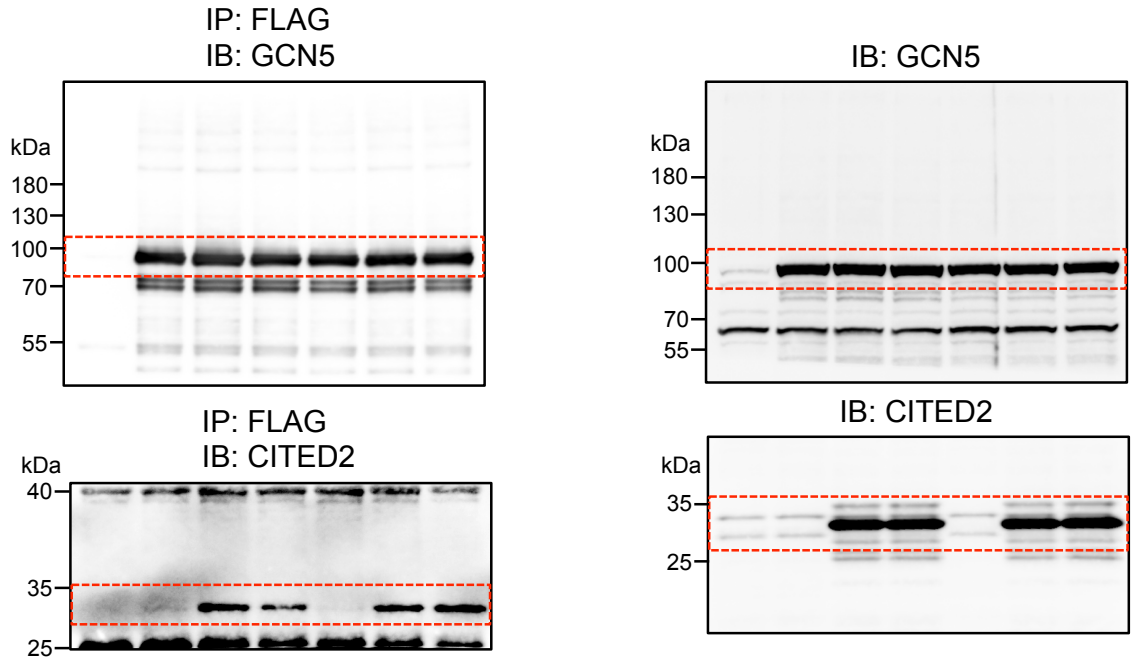 IP: FLAG
IB: GCN5
kDa
180
130
100
70
55
IB: GCN5
kDa
180
130
100
70
55
IP: FLAG
IB: CITED2
kDa
40
35
25
IB: CITED2
kDa
35
25